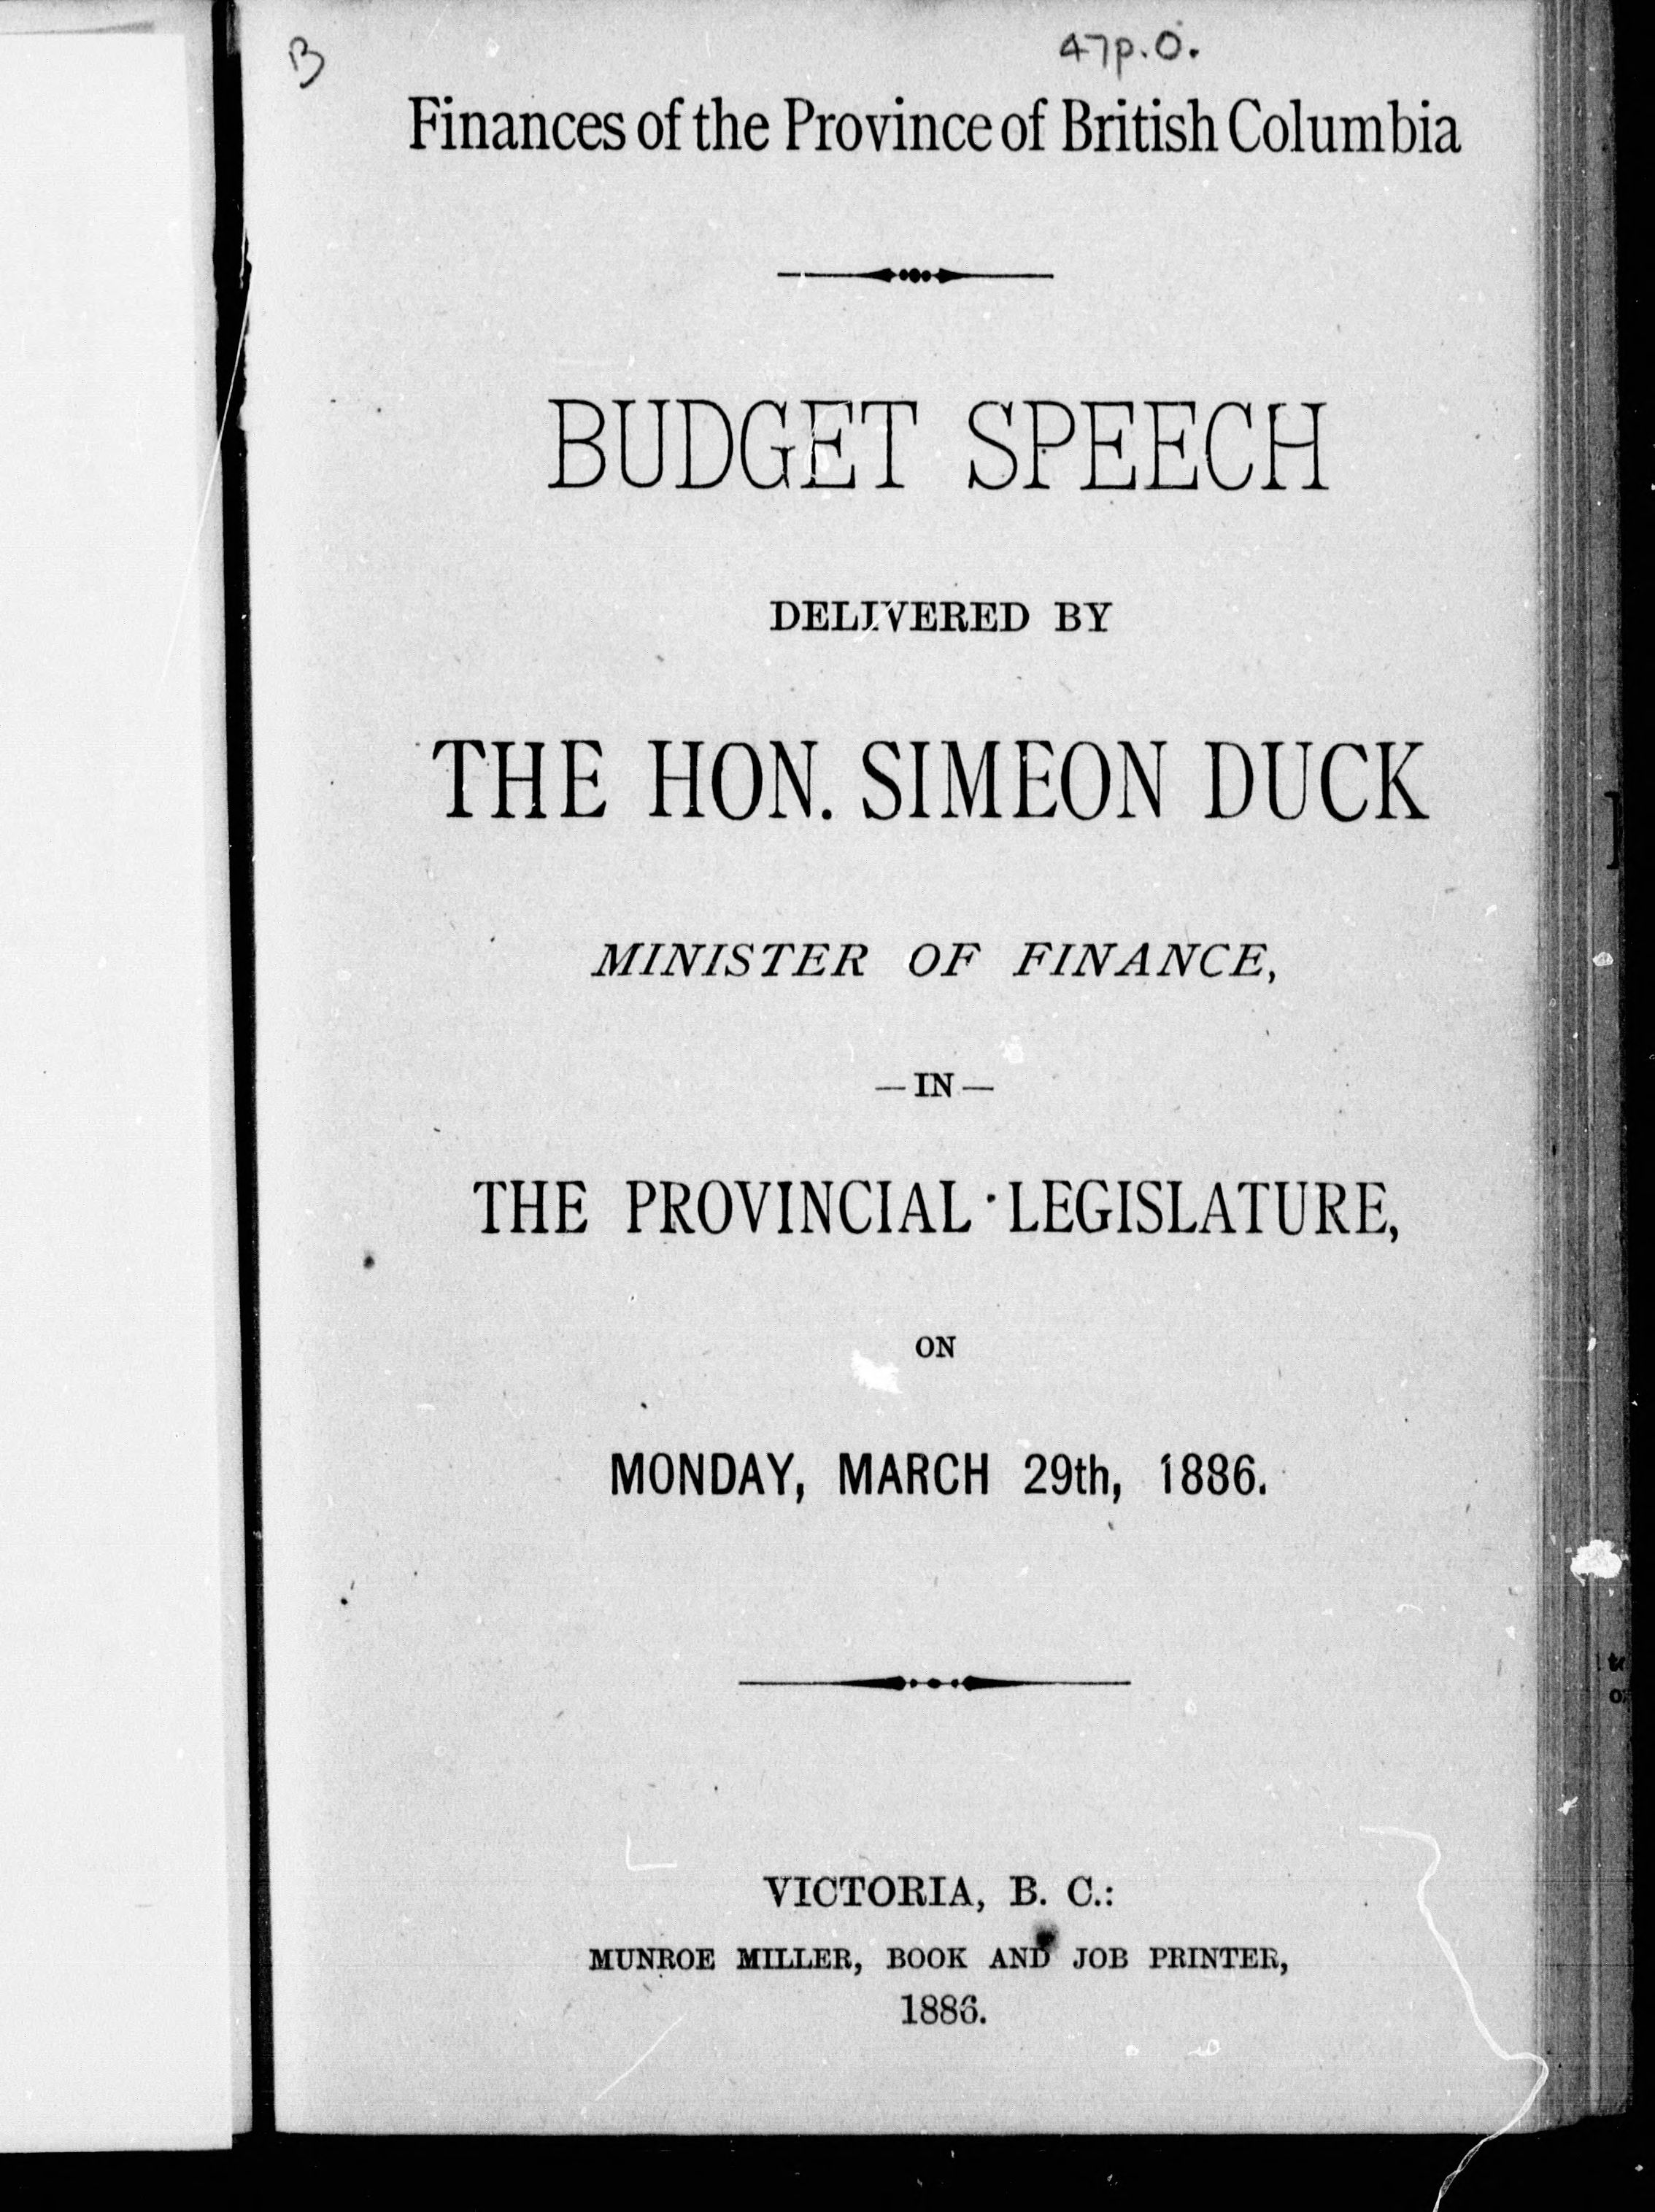 B
47p.O.
Finances of the Province of British Columbia
BUDGET SPEECH
DELIVERED BY
THE HON. SIMEON DUCK
MINISTER OF FINANCE,
—IN—
THE PROVINCIAL LEGISLATURE,
ON
MONDAY, MARCH 29th, 1886.
VICTORIA, B. C.:
MUNROE MILLER, BOOK AND JOB PRINTER,
1886.